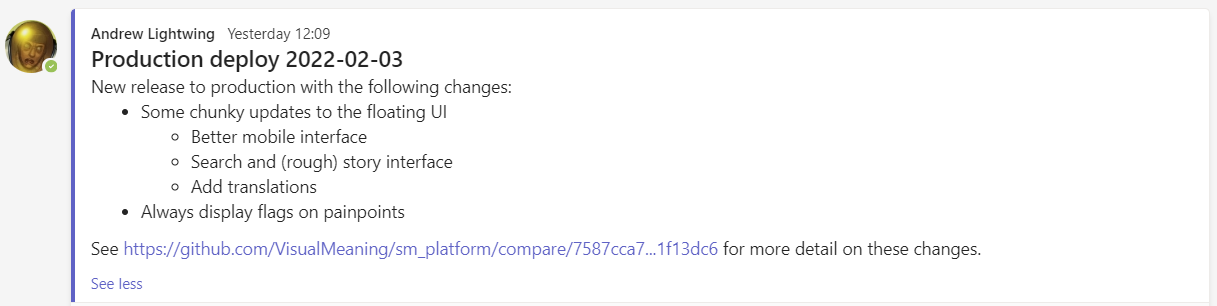 Andrew Lightwing Yesterday 12:09
Production deploy 2022-02-03
New release to production with the following changes:
• Some chunky updates to the floating UI
◦ Better mobile interface
◦ Search and (rough) story interface
◦ Add translations
• Always display flags on painpoints
See https://github.com/VisualMeaning/sm_platform/compare/7587cca7...1f13dc6 for more detail on these changes.
See less